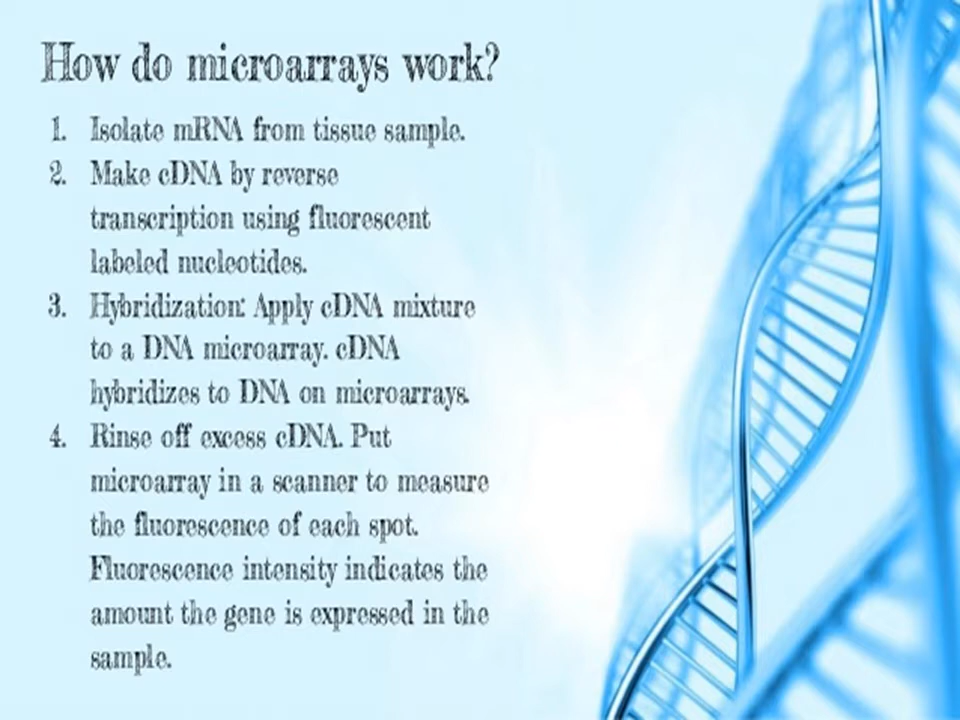 How do microarrays work?
1. Isolate mRNA from tissue sample.
2. Make cDNA by reverse
transcription using fluorescent
labeled nucleotides.
3. Hybridization: Apply cDNA mixture
to a DNA microarray. cDNA
hybridizes to DNA on microarrays.
4. Rinse off excess cDNA. Put
microarray in a scanner to measure
the fluorescence of each spot.
Fluorescence intensity indicates the
amount the gene is expressed in the
sample.